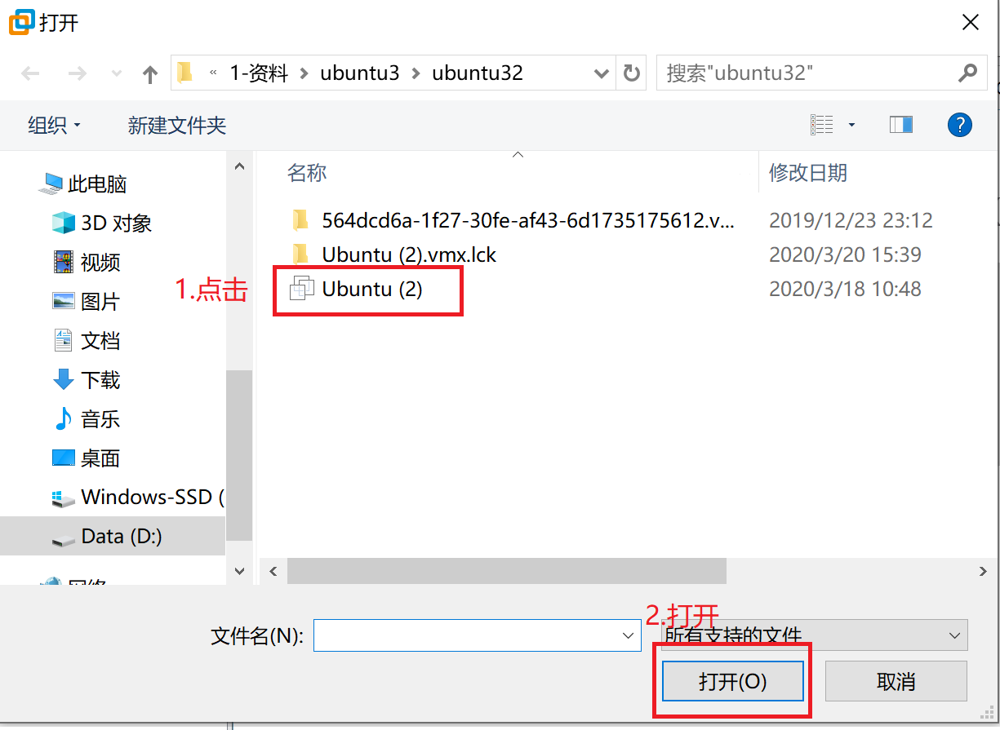 打开
« 1-资料 › ubuntu3 › ubuntu32
搜索"ubuntu32"
组织
新建文件夹
?
名称
修改日期
此电脑
3D 对象
视频
图片
文档
下载
音乐
桌面
Windows-SSD (
Data (D:)
网络
564dcd6a-1f27-30fe-af43-6d1735175612.v...
2019/12/23 23:12
Ubuntu (2).vmx.lck
2020/3/20 15:39
1.点击
Ubuntu (2)
2020/3/18 10:48
文件名(N):
2.打开
所有支持的文件
打开(O)
取消